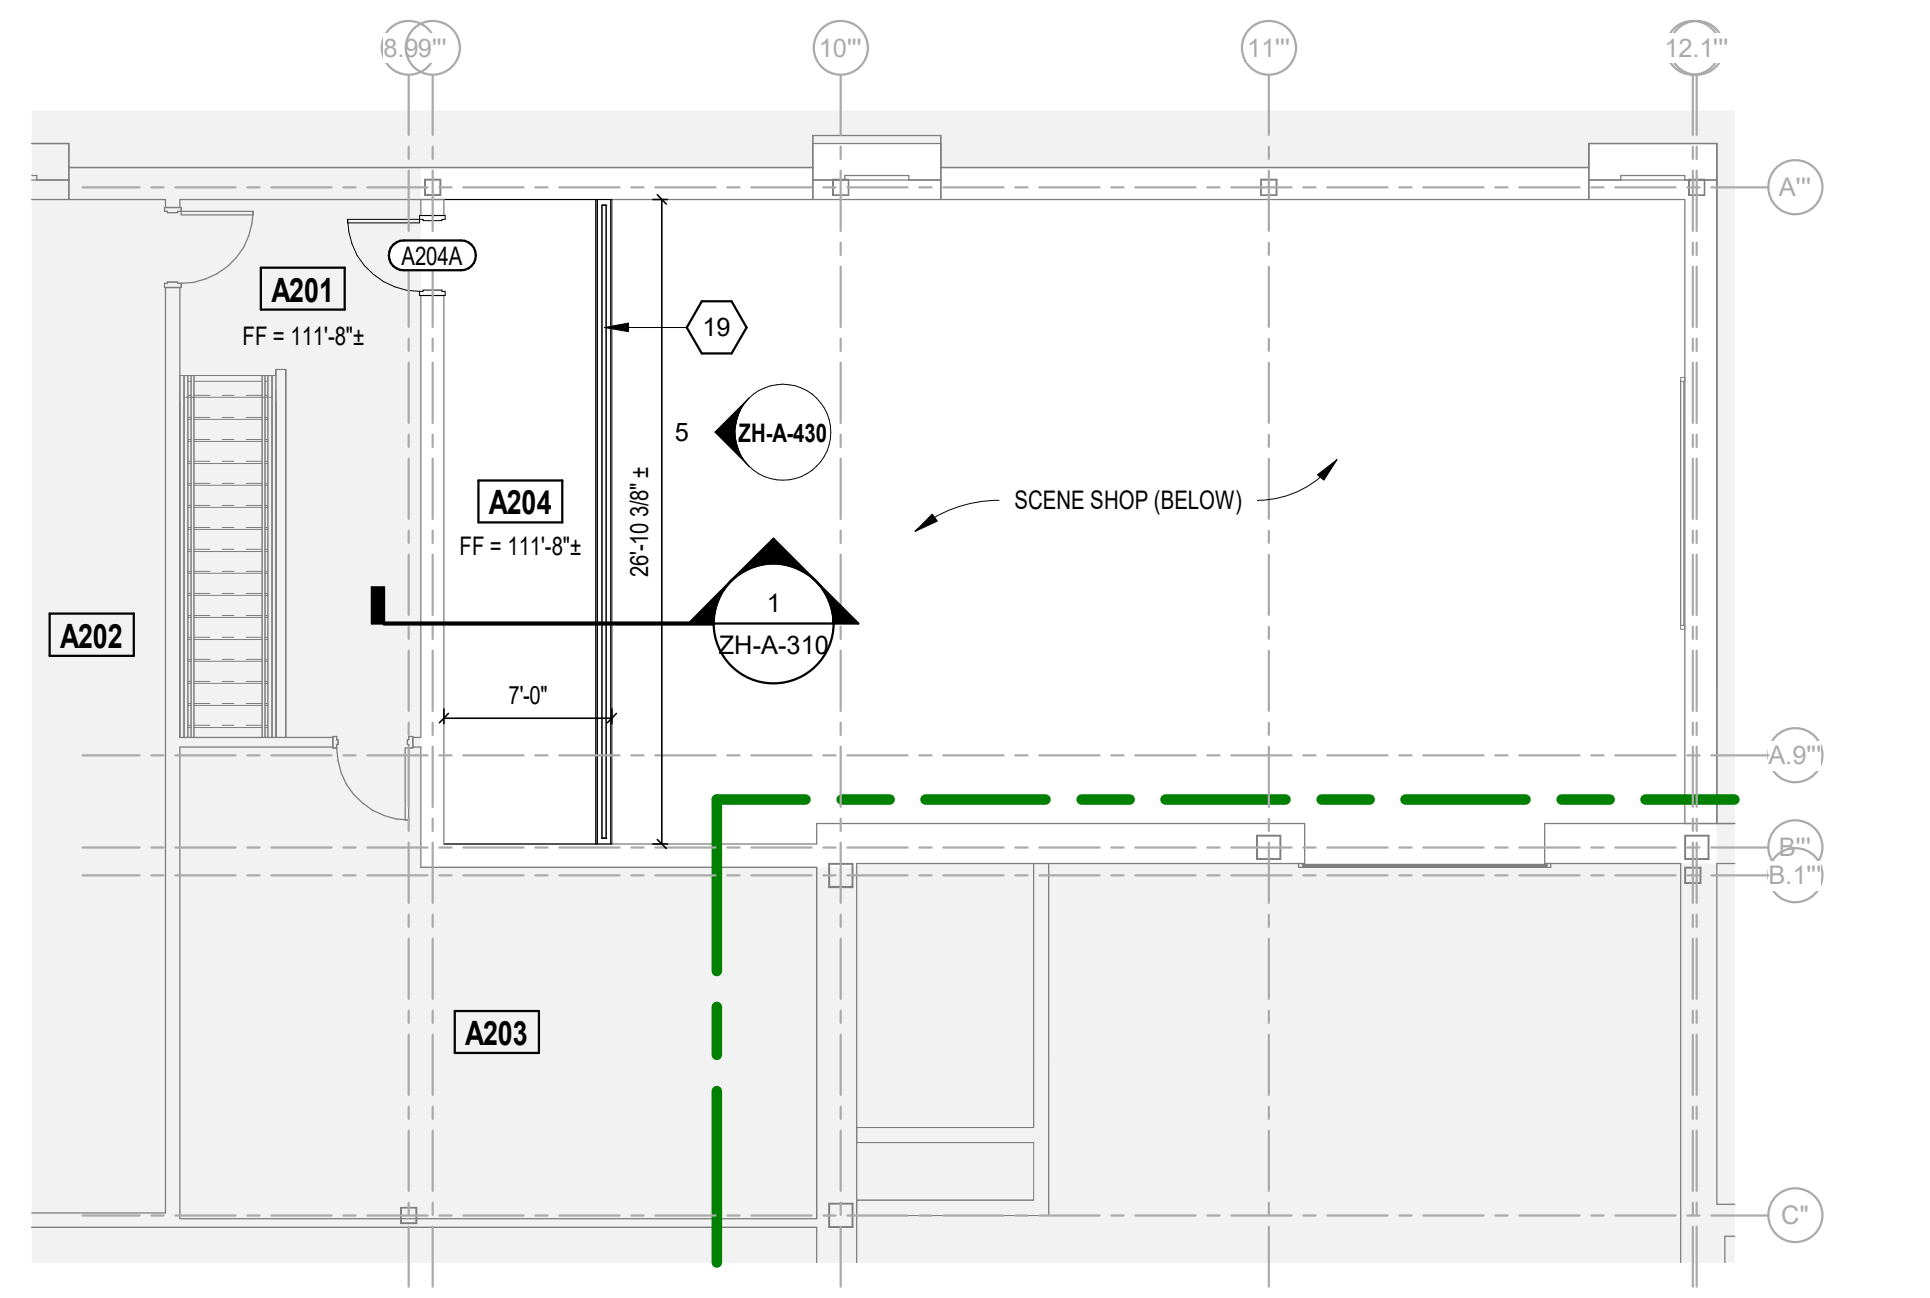 8.99'''
10'''
11'''
12.1'''
A'''
A204A
A201
FF = 111'-8"±
19
5
ZH-A-430
26'-10 3/8" ±
A204
FF = 111'-8"±
SCENE SHOP (BELOW)
1
ZH-A-310
A202
7'-0"
A.9'''
B'''
B.1'''
A203
C"